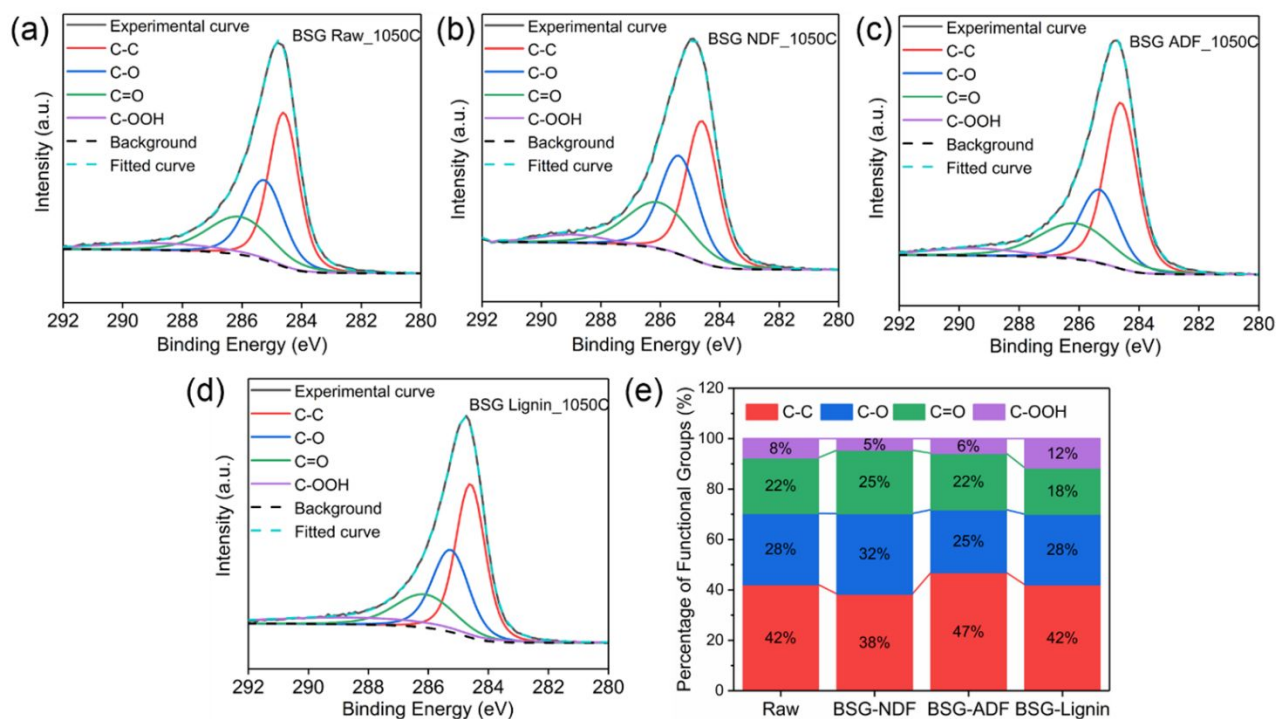 (a)
Experimental curve
BSG Raw_1050C
C-C
C-O
C=O
C-OOH
Background
Fitted curve
Intensity (a.u.)
292 290 288 286 284 282 280
Binding Energy (eV)
(b)
Experimental curve
BSG NDF_1050C
C-C
C-O
C=O
C-OOH
Background
Fitted curve
Intensity (a.u.)
292 290 288 286 284 282 280
Binding Energy (eV)
(c)
Experimental curve
BSG ADF_1050C
C-C
C-O
C=O
C-OOH
Background
Fitted curve
Intensity (a.u.)
292 290 288 286 284 282 280
Binding Energy (eV)
(d)
Experimental curve
BSG Lignin_1050C
C-C
C-O
C=O
C-OOH
Background
Fitted curve
Intensity (a.u.)
292 290 288 286 284 282 280
Binding Energy (eV)
(e)
Percentage of Functional Groups (%)
120
100
80
60
40
20
0
C-C C-O C=O C-OOH
8% 5% 6% 12%
22% 25% 22% 18%
28% 32% 25% 28%
42% 38% 47% 42%
Raw BSG-NDF BSG-ADF BSG-Lignin